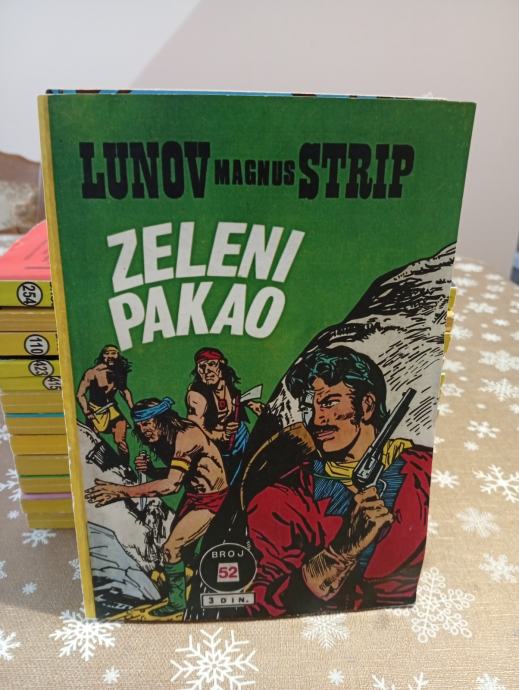 LUNOV MAGNUS STRIP
ZELENI
PAKAO
BROJ
52
3 DIN.
254
110